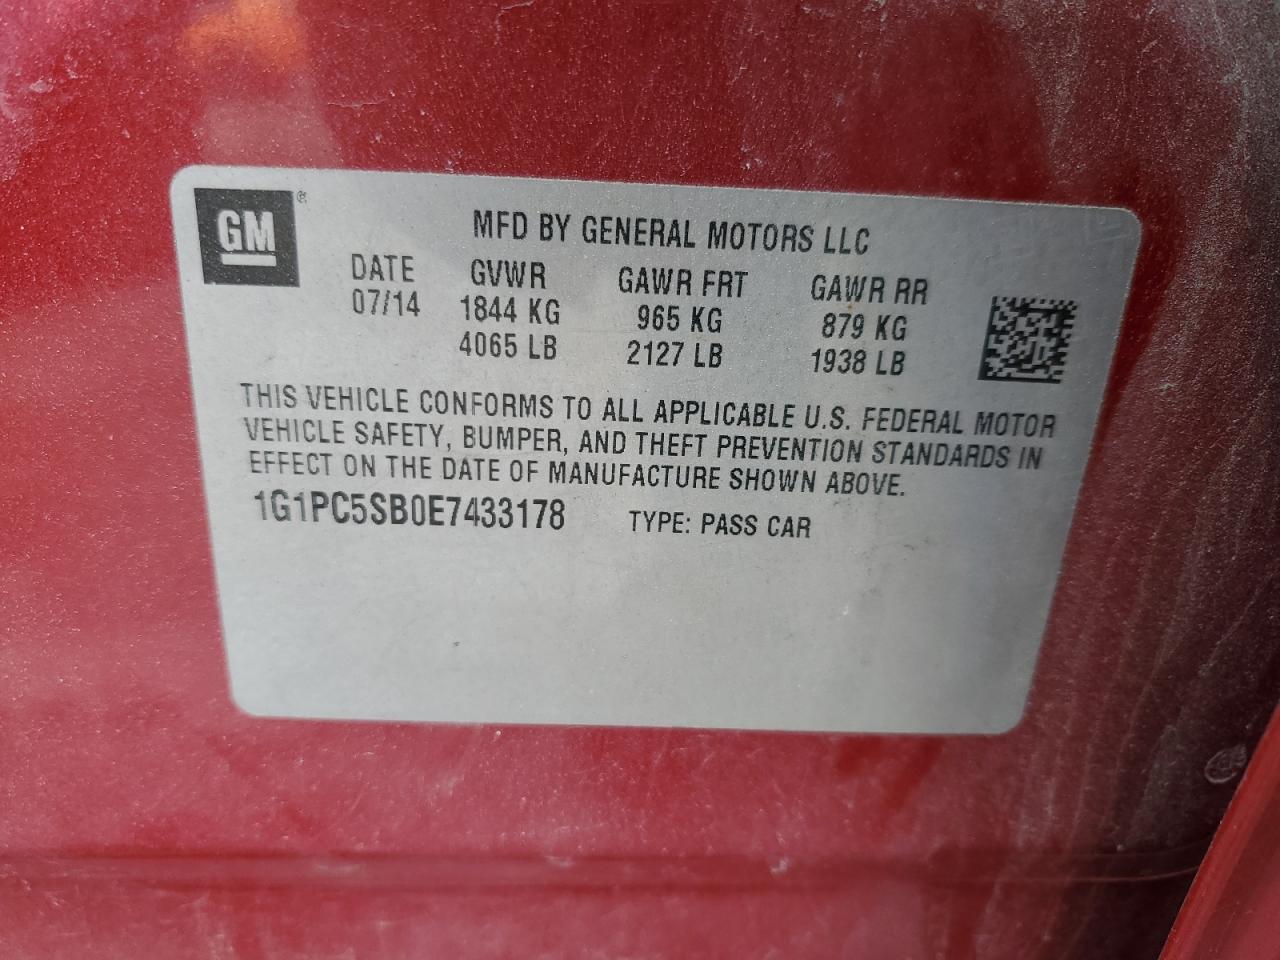 GM ®
MFD BY GENERAL MOTORS LLC
DATE GVWR GAWR FRT GAWR RR
07/14 1844 KG 965 KG 879 KG
4065 LB 2127 LB 1938 LB
THIS VEHICLE CONFORMS TO ALL APPLICABLE U.S. FEDERAL MOTOR
VEHICLE SAFETY, BUMPER, AND THEFT PREVENTION STANDARDS IN
EFFECT ON THE DATE OF MANUFACTURE SHOWN ABOVE.
1G1PC5SB0E7433178 TYPE: PASS CAR